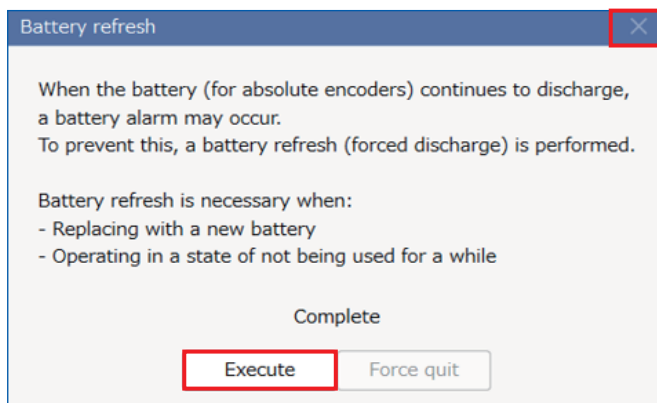 Battery refresh
When the battery (for absolute encoders) continues to discharge,
a battery alarm may occur.
To prevent this, a battery refresh (forced discharge) is performed.
Battery refresh is necessary when:
- Replacing with a new battery
- Operating in a state of not being used for a while
Complete
Execute Force quit